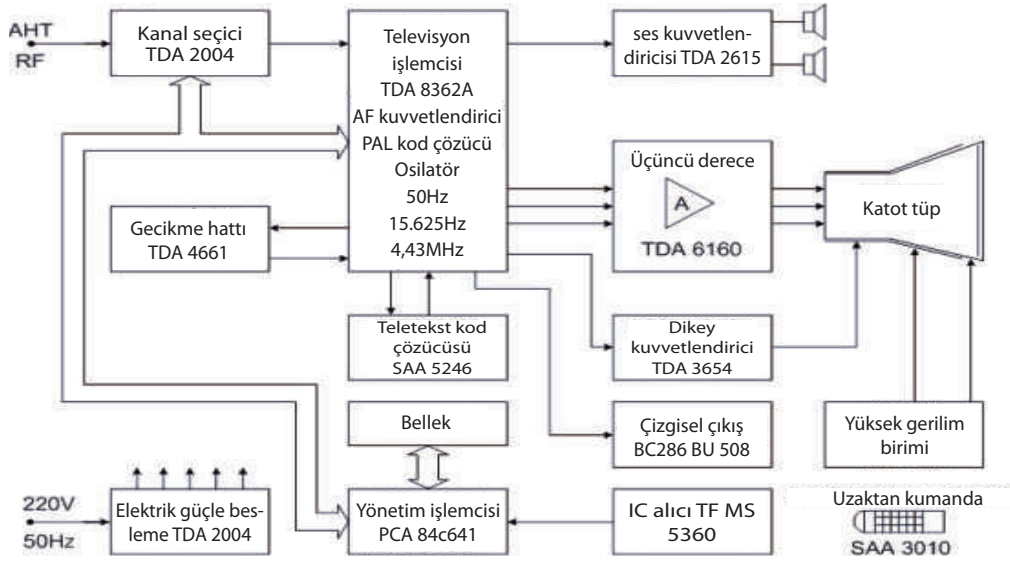 AHT
RF
Kanal seçici
TDA 2004
Televisyon
işlemcisi
TDA 8362A
AF kuvvetlendirici
PAL kod çözücü
Osilatör
50Hz
15.625Hz
4,43MHz
ses kuvvetlen-
diricisi TDA 2615
Üçüncü derece
A
TDA 6160
Katot tüp
Gecikme hattı
TDA 4661
Teletekst kod
çözücüsü
SAA 5246
Dikey
kuvvetlendirici
TDA 3654
Bellek
Çizgisel çıkış
BC286 BU 508
Yüksek gerilim
birimi
220V
50Hz
Elektrik güçle bes-
leme TDA 2004
Yönetim işlemcisi
PCA 84c641
IC alıcı TF MS
5360
Uzaktan kumanda
SAA 3010